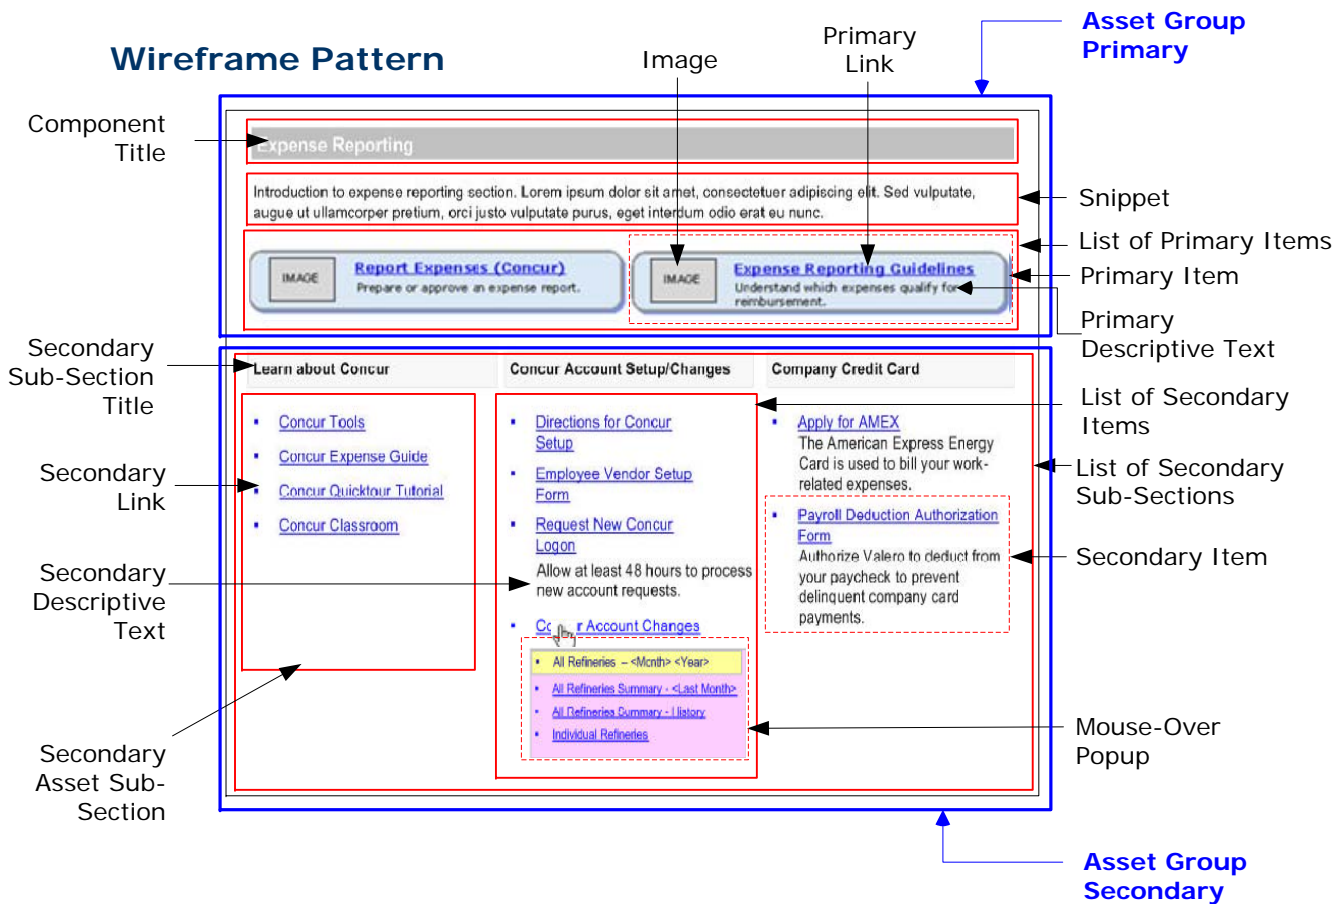 Asset Group
Primary
Wireframe Pattern
Image
Primary
Link
Component
Title
Expense Reporting
Introduction to expense reporting section. Lorem ipsum dolor sit amet, consectetuer adipiscing elit. Sed vulputate,
augue ut ullamcorper pretium, orci justo vulputate purus, eget interdum odio erat eu nunc.
Snippet
List of Primary Items
Primary Item
IMAGE
Report Expenses (Concur)
Prepare or approve an expense report.
IMAGE
Expense Reporting Guidelines
Understand which expenses qualify for
reimbursement.
Primary
Descriptive Text
Secondary
Sub-Section
Title
Learn about Concur
Concur Account Setup/Changes
Company Credit Card
List of Secondary
Items
Concur Tools
Concur Expense Guide
Concur Quicktour Tutorial
Concur Classroom
Secondary
Link
Directions for Concur
Setup
Employee Vendor Setup
Form
Request New Concur
Logon
Allow at least 48 hours to process
new account requests.
Account Changes
Apply for AMEX
The American Express Energy
Card is used to bill your work-
related expenses.
Payroll Deduction Authorization
Form
Authorize Valero to deduct from
your paycheck to prevent
delinquent company card
payments.
List of Secondary
Sub-Sections
Secondary Item
Secondary
Descriptive
Text
All Refineries – <Month> <Year>
All Refineries Summary - <Last Month>
All Refineries Summary - History
Individual Refineries
Mouse-Over
Popup
Secondary
Asset Sub-
Section
Asset Group
Secondary